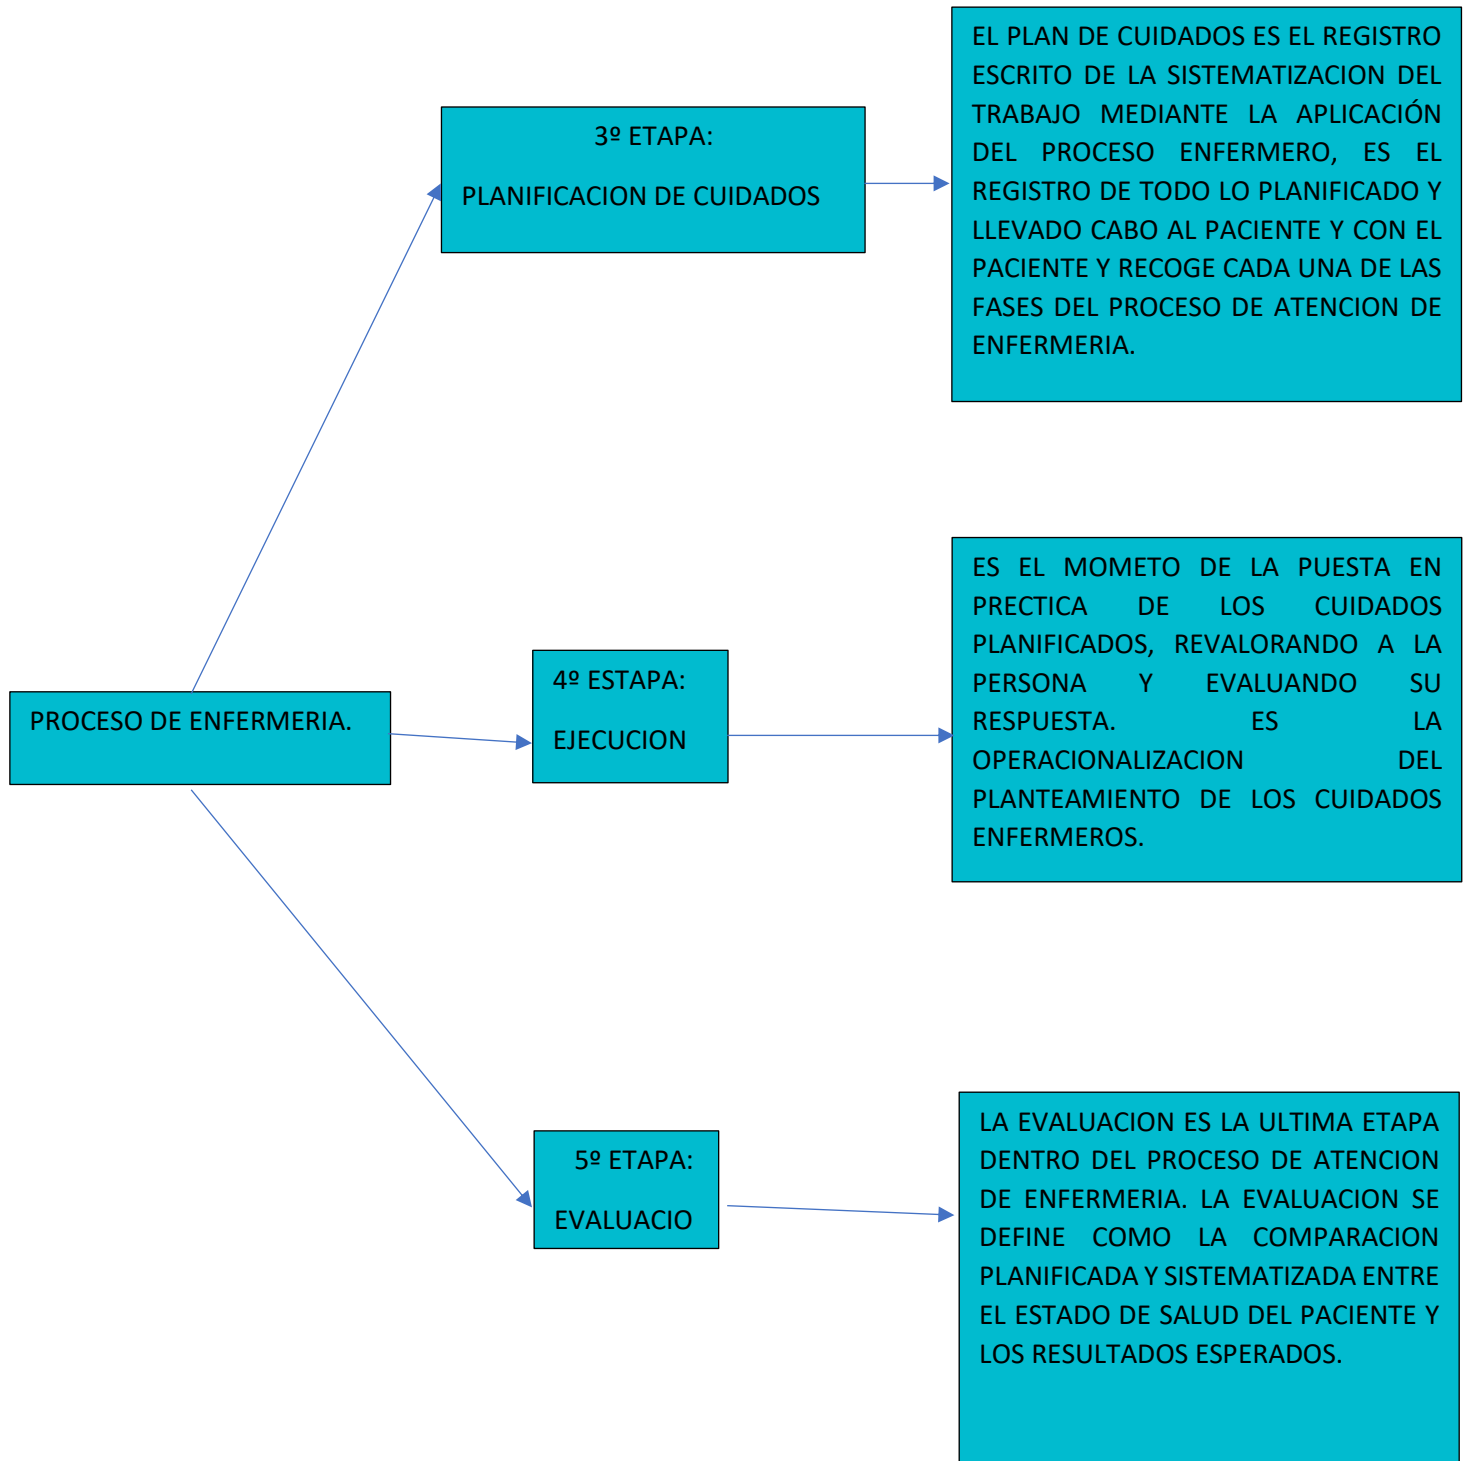 PROCESO DE ENFERMERIA.
3º ETAPA:
PLANIFICACION DE CUIDADOS
EL PLAN DE CUIDADOS ES EL REGISTRO
ESCRITO DE LA SISTEMATIZACION DEL
TRABAJO MEDIANTE LA APLICACIÓN
DEL PROCESO ENFERMERO, ES EL
REGISTRO DE TODO LO PLANIFICADO Y
LLEVADO CABO AL PACIENTE Y CON EL
PACIENTE Y RECOGE CADA UNA DE LAS
FASES DEL PROCESO DE ATENCION DE
ENFERMERIA.
4º ESTAPA:
EJECUCION
ES EL MOMETO DE LA PUESTA EN
PRECTICA DE LOS CUIDADOS
PLANIFICADOS, REVALORANDO A LA
PERSONA Y EVALUANDO SU
RESPUESTA. ES LA
OPERACIONALIZACION DEL
PLANTEAMIENTO DE LOS CUIDADOS
ENFERMEROS.
5º ETAPA:
EVALUACIO
LA EVALUACION ES LA ULTIMA ETAPA
DENTRO DEL PROCESO DE ATENCION
DE ENFERMERIA. LA EVALUACION SE
DEFINE COMO LA COMPARACION
PLANIFICADA Y SISTEMATIZADA ENTRE
EL ESTADO DE SALUD DEL PACIENTE Y
LOS RESULTADOS ESPERADOS.